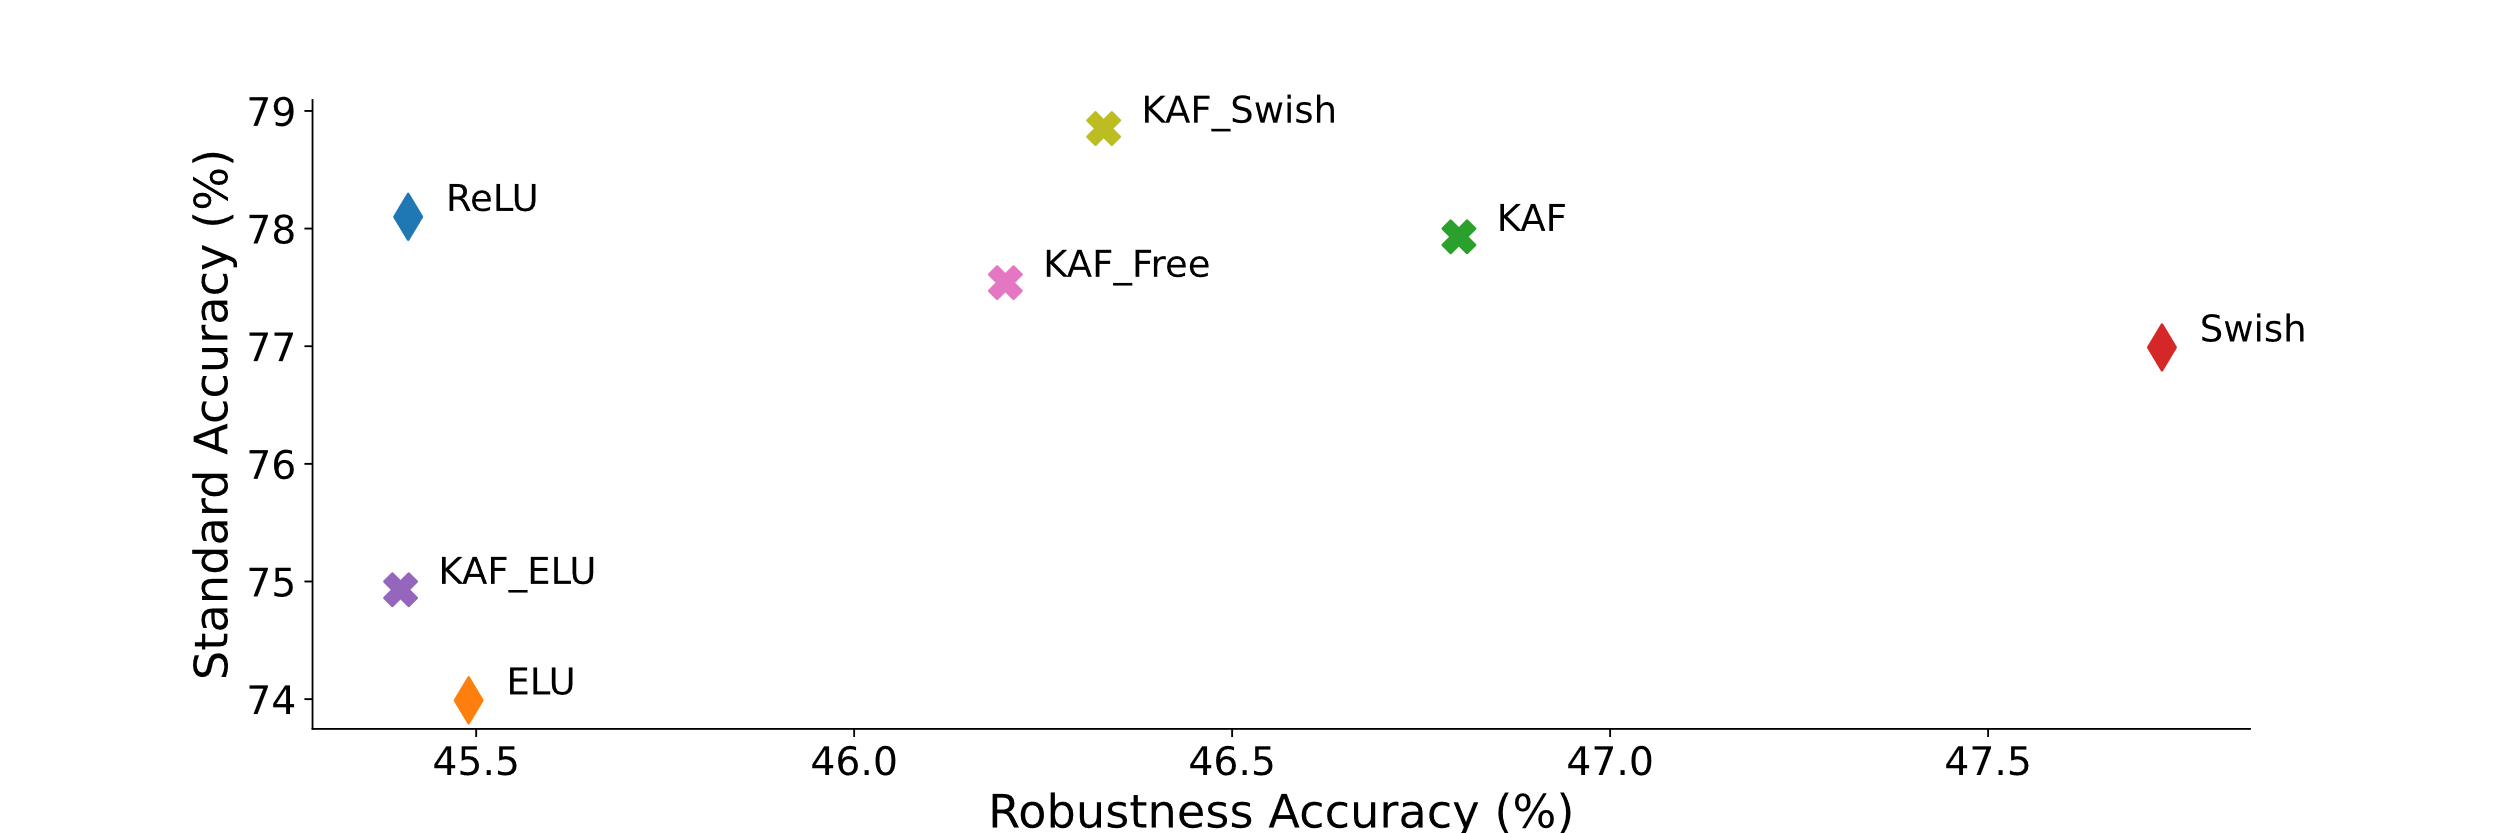 79
78
77
76
75
74
Standard Accuracy (%)
KAF_Swish
ReLU
KAF
KAF_Free
Swish
KAF_ELU
ELU
45.5 46.0 46.5 47.0 47.5
Robustness Accuracy (%)